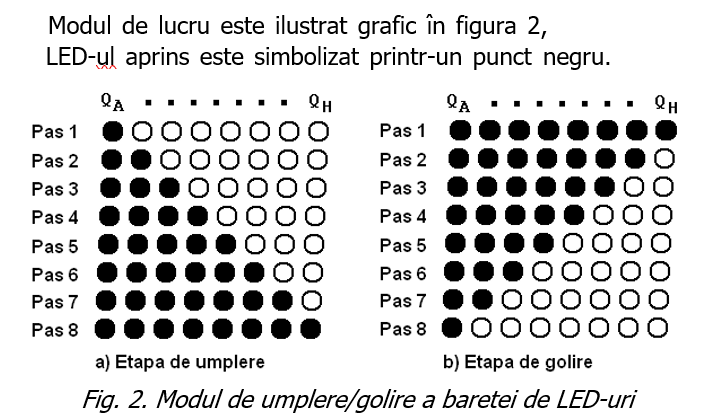 Modul de lucru este ilustrat grafic în figura 2,
LED-ul aprins este simbolizat printr-un punct negru.
QA . . . . . . . QH
Pas 1
Pas 2
Pas 3
Pas 4
Pas 5
Pas 6
Pas 7
Pas 8
a) Etapa de umplere
QA . . . . . . . QH
Pas 1
Pas 2
Pas 3
Pas 4
Pas 5
Pas 6
Pas 7
Pas 8
b) Etapa de golire
Fig. 2. Modul de umplere/golire a baretei de LED-uri